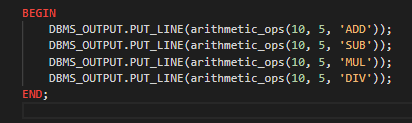 BEGIN
    DBMS_OUTPUT.PUT_LINE(arithmetic_ops(10, 5, 'ADD'));
    DBMS_OUTPUT.PUT_LINE(arithmetic_ops(10, 5, 'SUB'));
    DBMS_OUTPUT.PUT_LINE(arithmetic_ops(10, 5, 'MUL'));
    DBMS_OUTPUT.PUT_LINE(arithmetic_ops(10, 5, 'DIV'));
END;